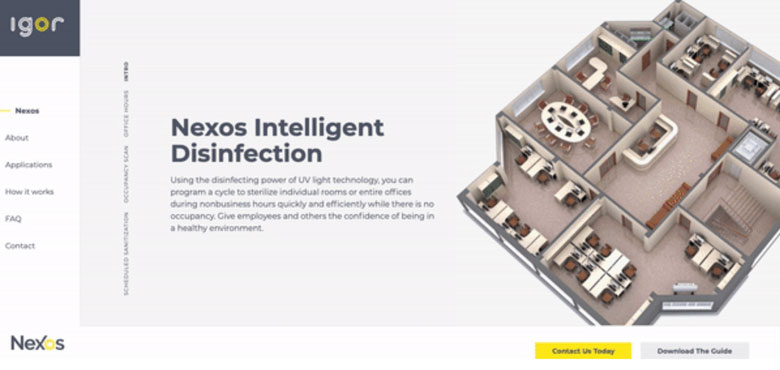 igor
Nexos
About
Applications
How it works
FAQ
Contact
INTRO
OFFICE HOURS
OCCUPANCY SCAN
SCHEDULED SANITIZATION
Nexos Intelligent
Disinfection
Using the disinfecting power of UV light technology, you can
program a cycle to sterilize individual rooms or entire offices
during nonbusiness hours quickly and efficiently while there is no
occupancy. Give employees and others the confidence of being in
a healthy environment.
Nexos
Contact Us Today
Download The Guide